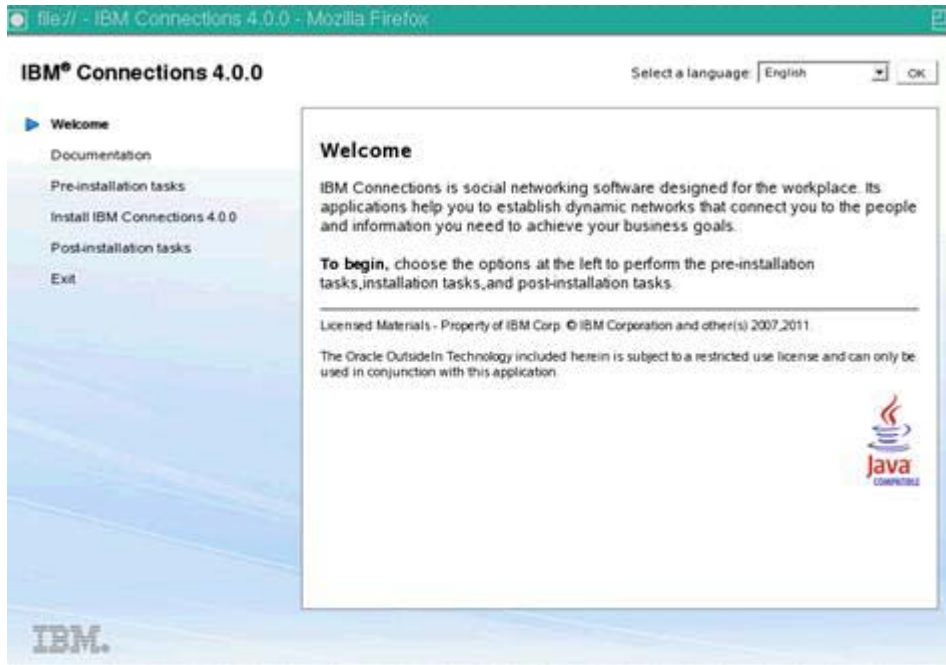 file:// - IBM Connections 4.0.0 - Mozilla Firefox
IBM® Connections 4.0.0
Select a language: English
OK
Welcome
Documentation
Pre-installation tasks
Install IBM Connections 4.0.0
Post-installation tasks
Exit
Welcome
IBM Connections is social networking software designed for the workplace. Its
applications help you to establish dynamic networks that connect you to the people
and information you need to achieve your business goals.
To begin, choose the options at the left to perform the pre-installation
tasks,installation tasks,and post-installation tasks.
Licensed Materials - Property of IBM Corp. © IBM Corporation and other(s) 2007,2011.
The Oracle OutsideIn Technology included herein is subject to a restricted use license and can only be
used in conjunction with this application.
Java
COMPATIBLE
IBM.